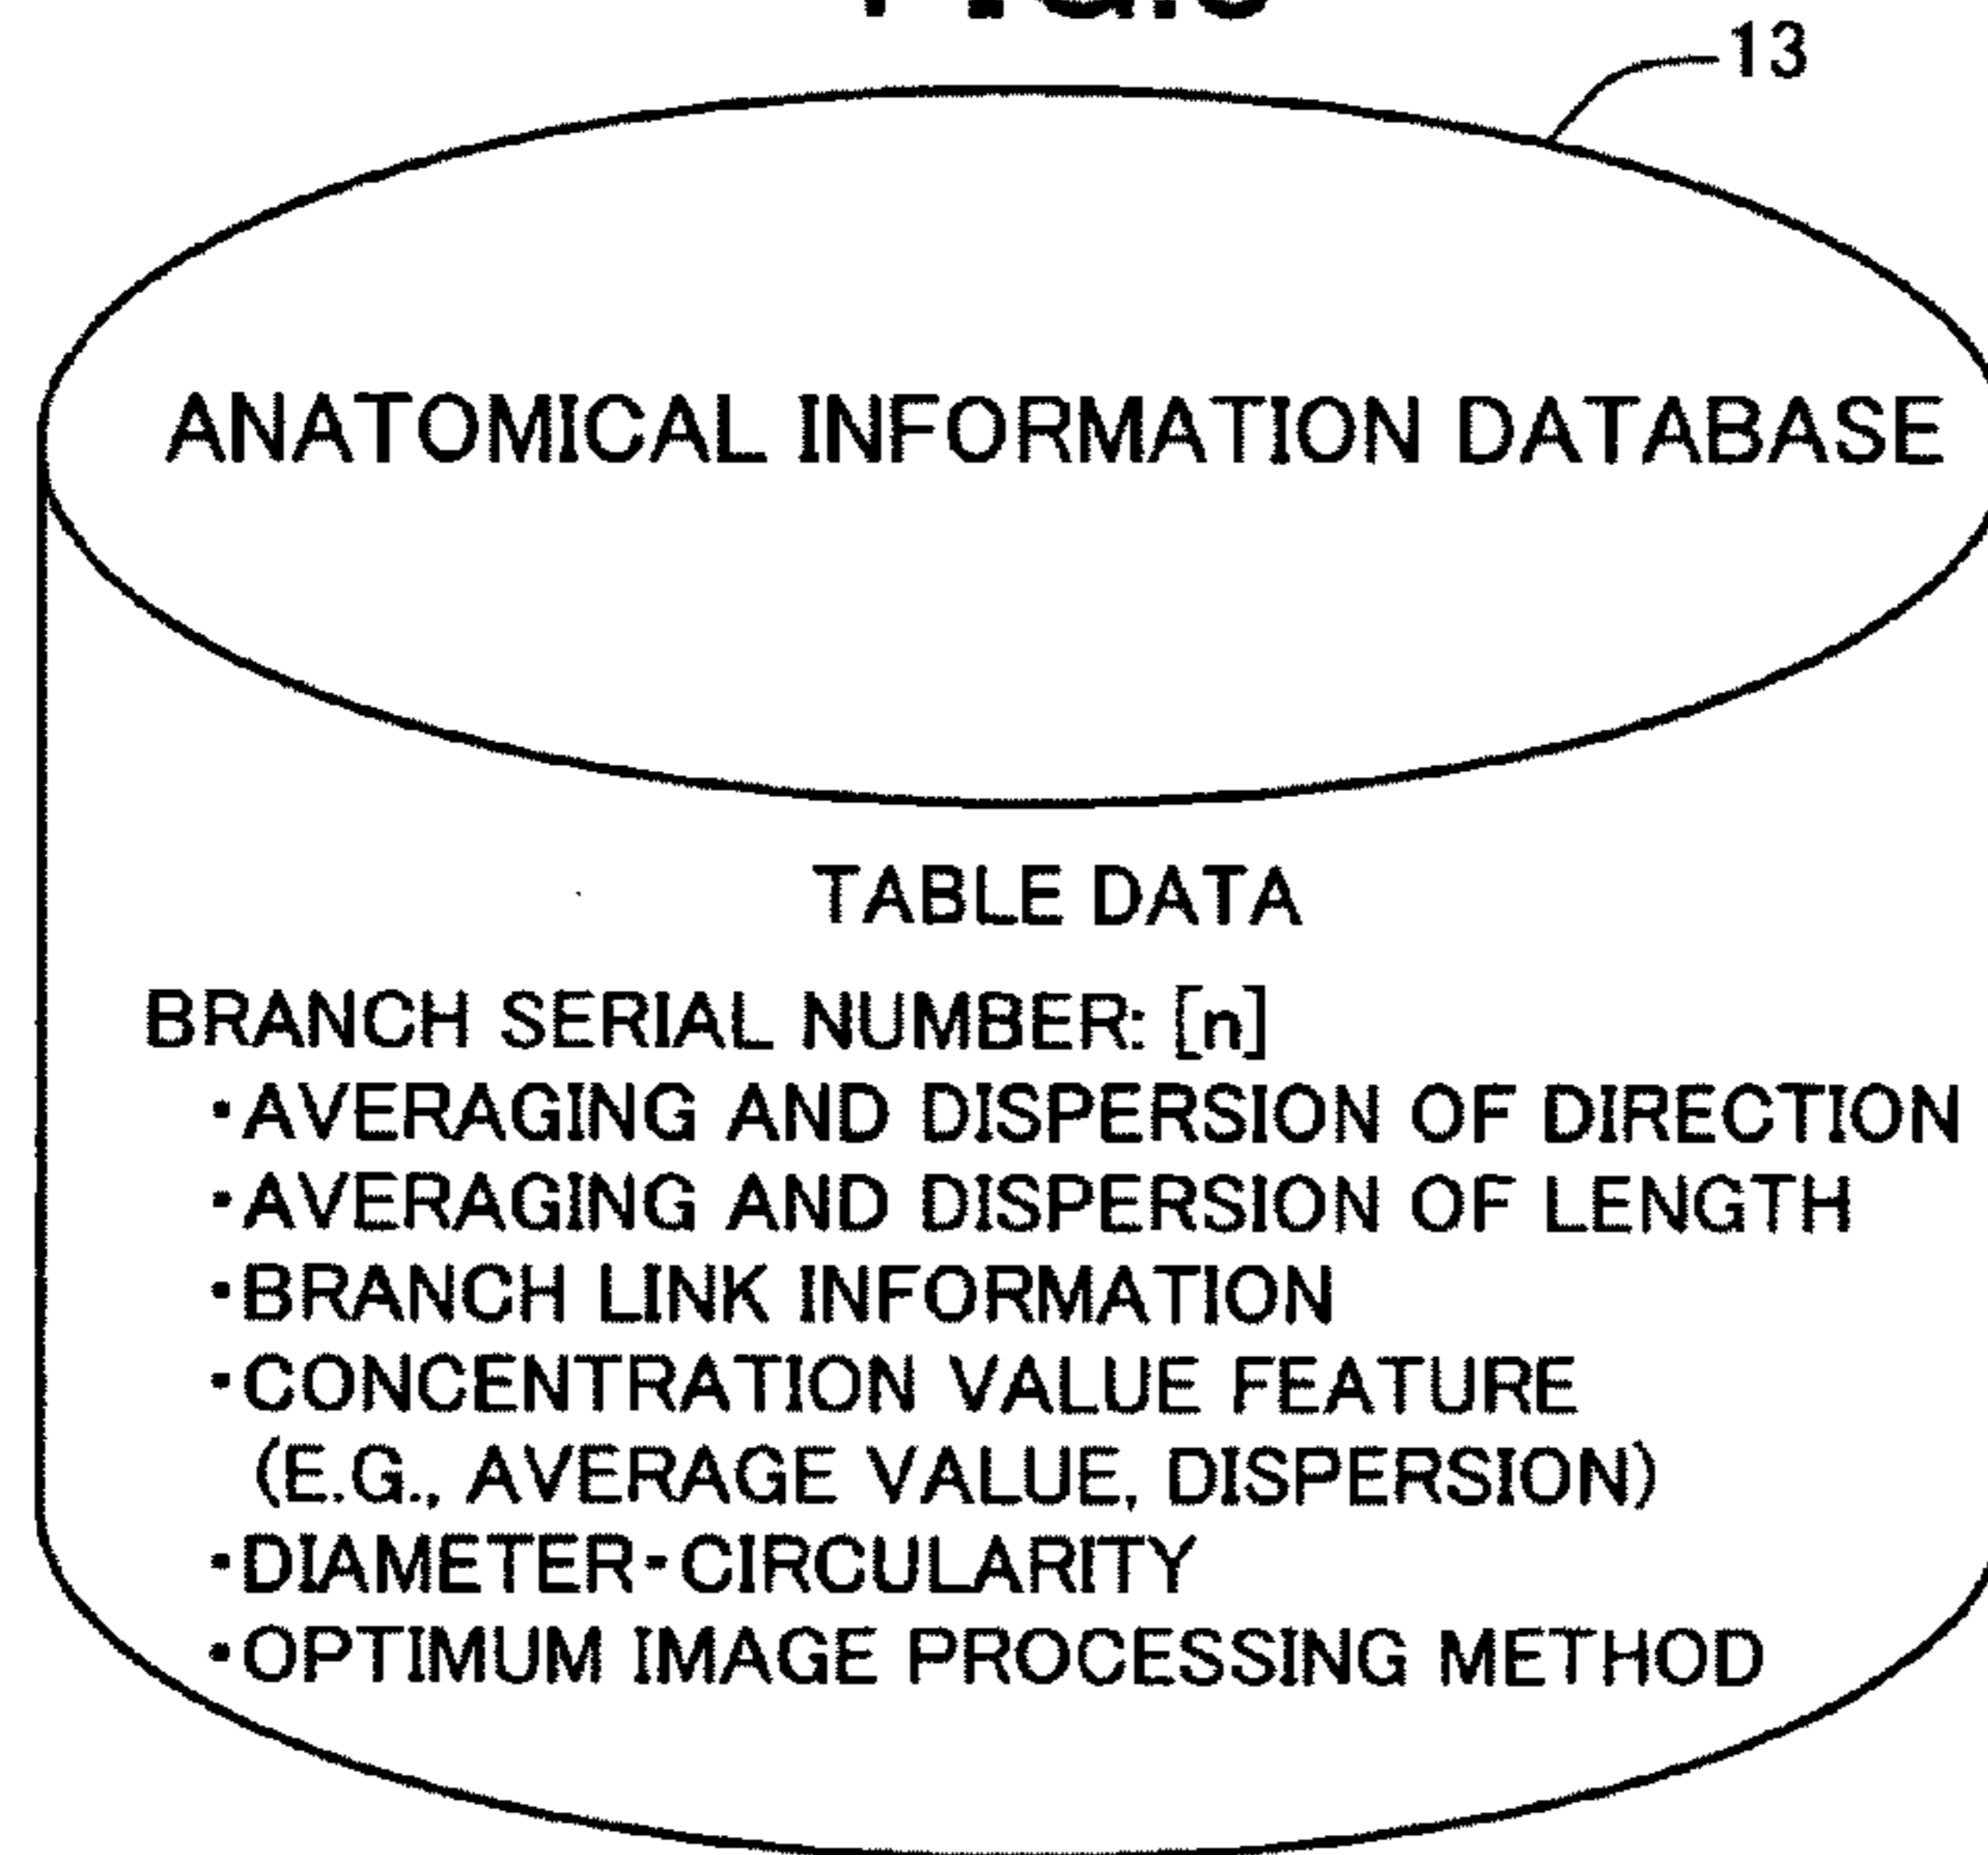 13
ANATOMICAL INFORMATION DATABASE
TABLE DATA
BRANCH SERIAL NUMBER: [n]
・AVERAGING AND DISPERSION OF DIRECTION
・AVERAGING AND DISPERSION OF LENGTH
・BRANCH LINK INFORMATION
・CONCENTRATION VALUE FEATURE
(E.G., AVERAGE VALUE, DISPERSION)
・DIAMETER・CIRCULARITY
・OPTIMUM IMAGE PROCESSING METHOD